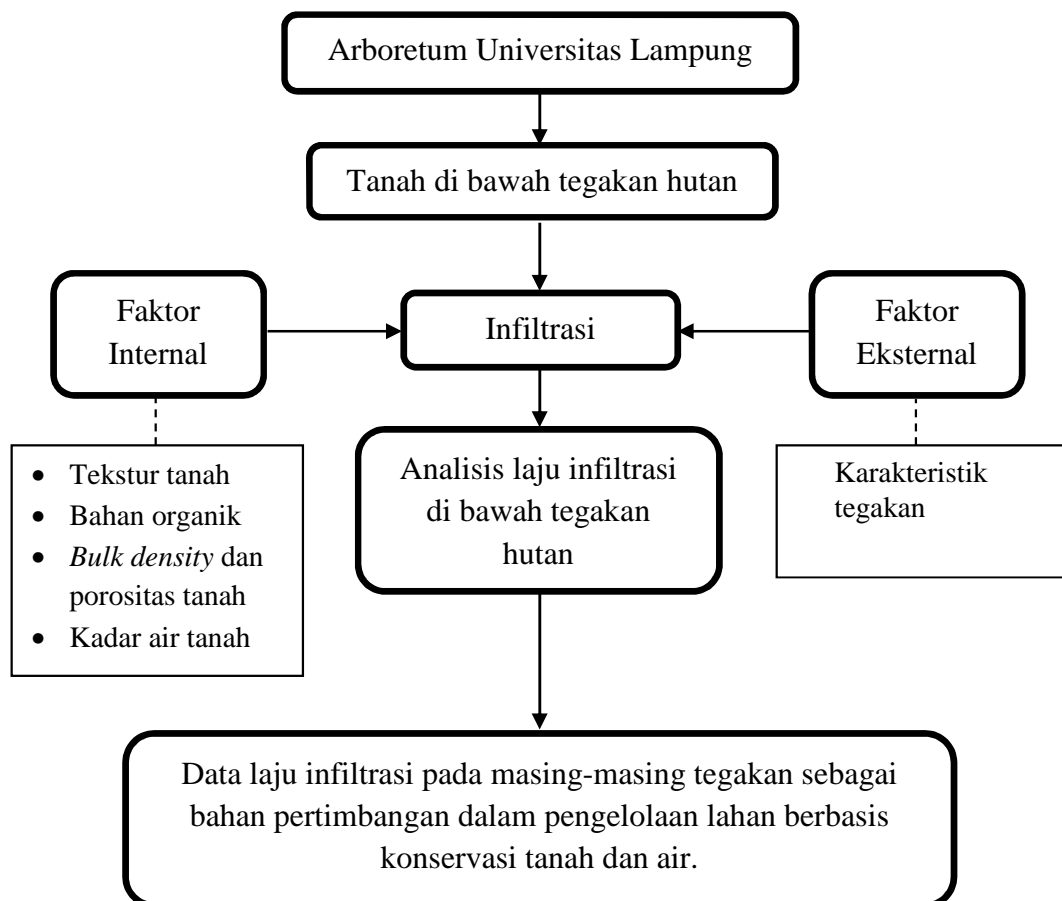 Arboretum Universitas Lampung
Tanah di bawah tegakan hutan
Faktor
Internal
Infiltrasi
Faktor
Eksternal
• Tekstur tanah
• Bahan organik
• Bulk density dan
porositas tanah
• Kadar air tanah
Analisis laju infiltrasi
di bawah tegakan
hutan
Karakteristik
tegakan
Data laju infiltrasi pada masing-masing tegakan sebagai
bahan pertimbangan dalam pengelolaan lahan berbasis
konservasi tanah dan air.